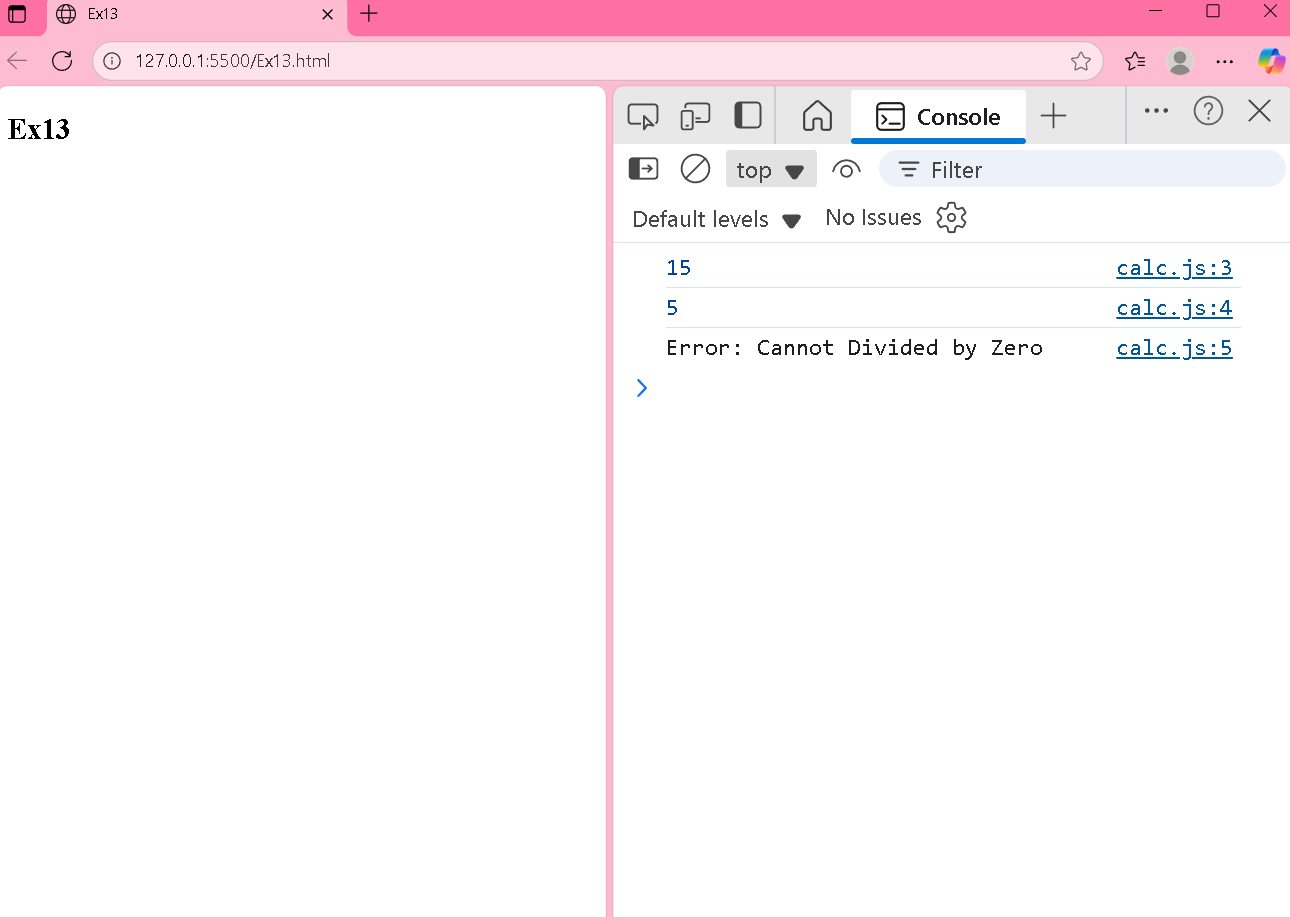 Ex13
127.0.0.1:5500/Ex13.html
Ex13
Console
top
Filter
Default levels
No Issues
15 calc.js:3
5 calc.js:4
Error: Cannot Divided by Zero calc.js:5